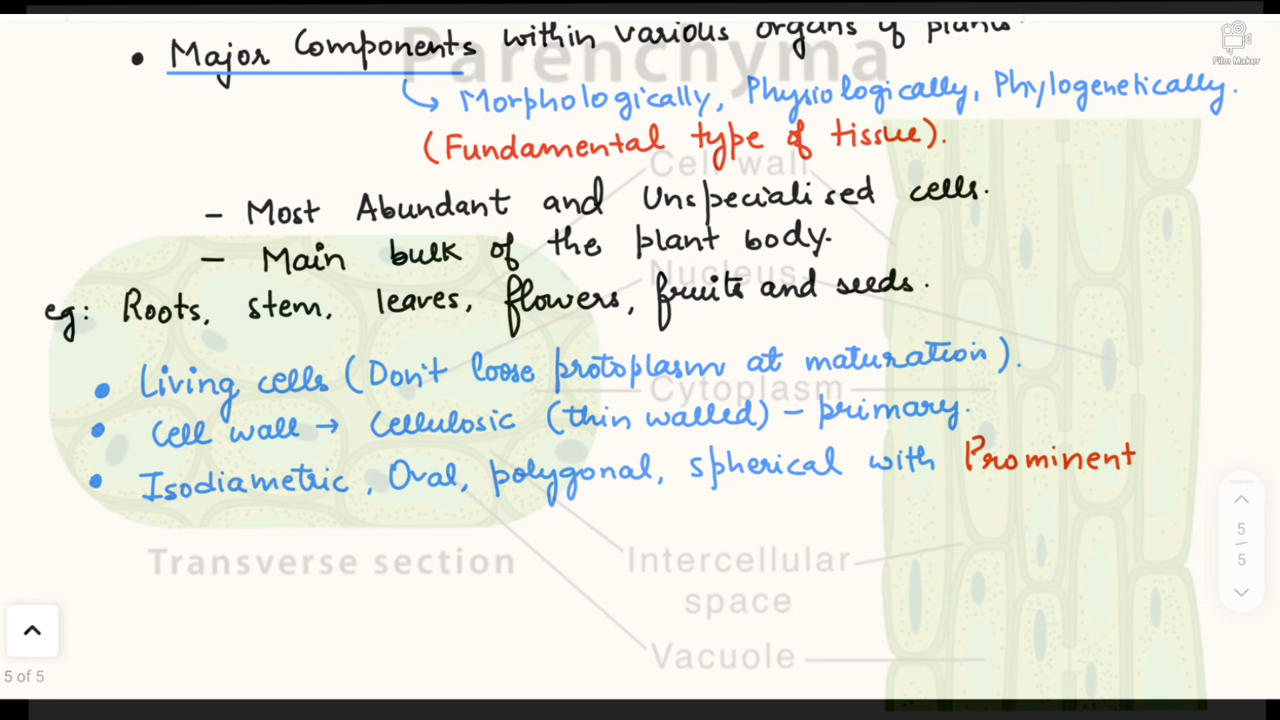 • Major Components within various organs of plants
Parenchyma
Film Maker
↳ Morphologically, Physiologically, Phylogenetically.
(Fundamental type of tissue).
Cell wall
– Most Abundant and Unspecialised cells.
– Main bulk of the plant body.
Nucleus
eg: Roots, stem, leaves, flowers, fruits and seeds.
• Living cells (Don't loose protoplasm at maturation).
Cytoplasm
• Cell wall → Cellulosic (thin walled) – primary.
• Isodiametric, Oval, polygonal, spherical with Prominent
5
5
Transverse section
Intercellular
space
Vacuole
5 of 5